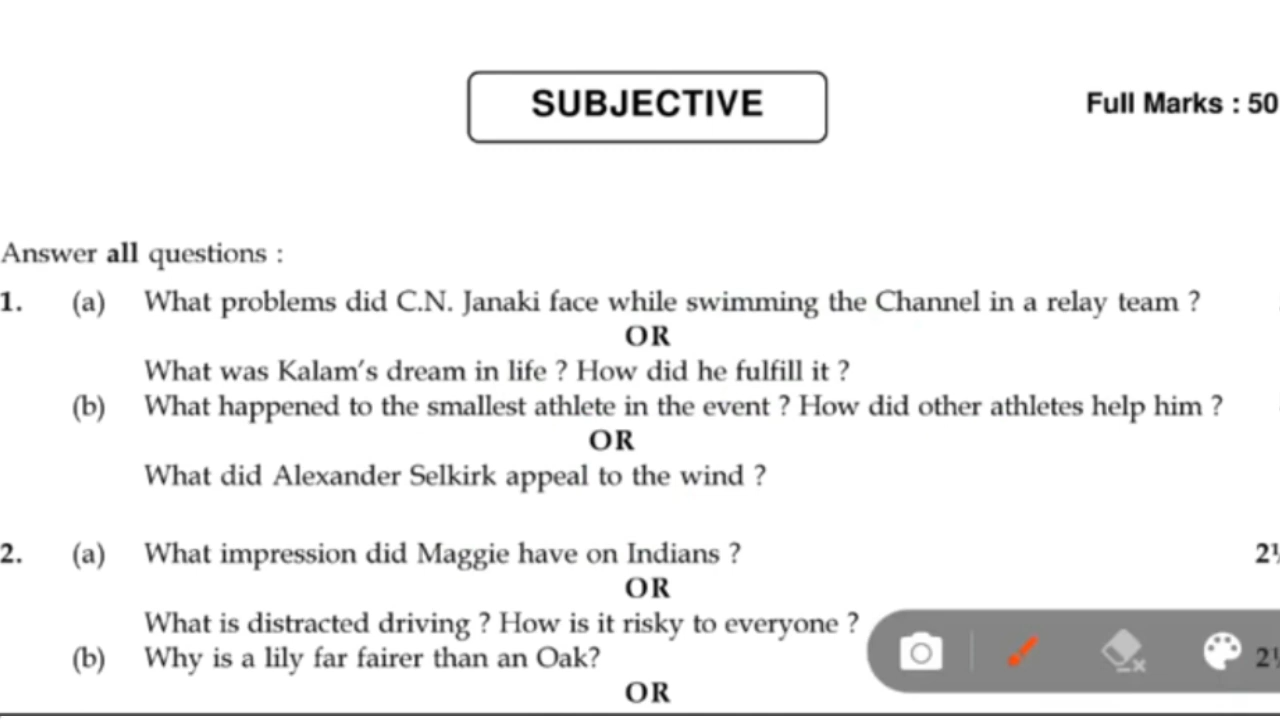 SUBJECTIVE
Full Marks : 50
Answer all questions :
1. (a) What problems did C.N. Janaki face while swimming the Channel in a relay team ?
OR
What was Kalam's dream in life ? How did he fulfill it ?
(b) What happened to the smallest athlete in the event ? How did other athletes help him ?
OR
What did Alexander Selkirk appeal to the wind ?
2. (a) What impression did Maggie have on Indians ? 2
OR
What is distracted driving ? How is it risky to everyone ?
(b) Why is a lily far fairer than an Oak? 2
OR